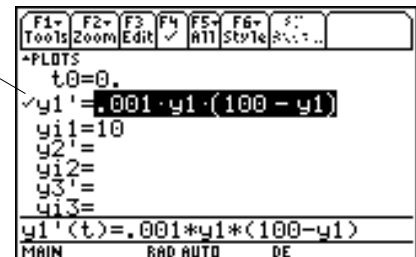 F1▾ F2▾ F3 F4 F5▾ F6▾
Tools Zoom Edit ✓ All Style
▴PLOTS
t0=0.
✓y1'=.001·y1·(100 - y1)
yi1=10
y2'=
yi2=
y3'=
yi3=
y1'(t)=.001*y1*(100-y1)
MAIN RAD AUTO DE